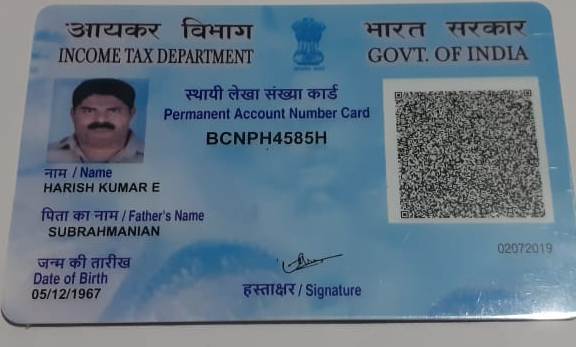 आयकर विभाग
INCOME TAX DEPARTMENT
भारत सरकार
GOVT. OF INDIA
स्थायी लेखा संख्या कार्ड
Permanent Account Number Card
BCNPH4585H
नाम / Name
HARISH KUMAR E
पिता का नाम / Father's Name
SUBRAHMANIAN
जन्म की तारीख
Date of Birth
05/12/1967
हस्ताक्षर / Signature
02072019